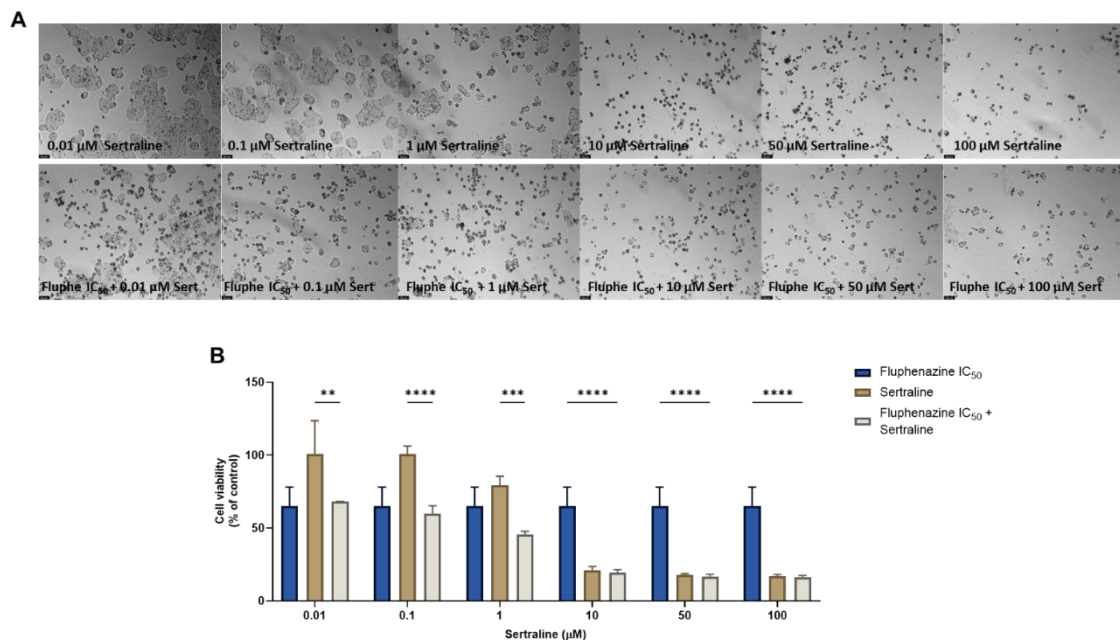 A
0.01 μM Sertraline
0.1 μM Sertraline
1 μM Sertraline
10 μM Sertraline
50 μM Sertraline
100 μM Sertraline
Fluphe IC₅₀ + 0.01 μM Sert
Fluphe IC₅₀ + 0.1 μM Sert
Fluphe IC₅₀ + 1 μM Sert
Fluphe IC₅₀ + 10 μM Sert
Fluphe IC₅₀ + 50 μM Sert
Fluphe IC₅₀ + 100 μM Sert
B
Fluphenazine IC₅₀
Sertraline
Fluphenazine IC₅₀ +
Sertraline
** **** *** **** **** ****
150
100
50
0
Cell viability
(% of control)
0.01 0.1 1 10 50 100
Sertraline (μM)